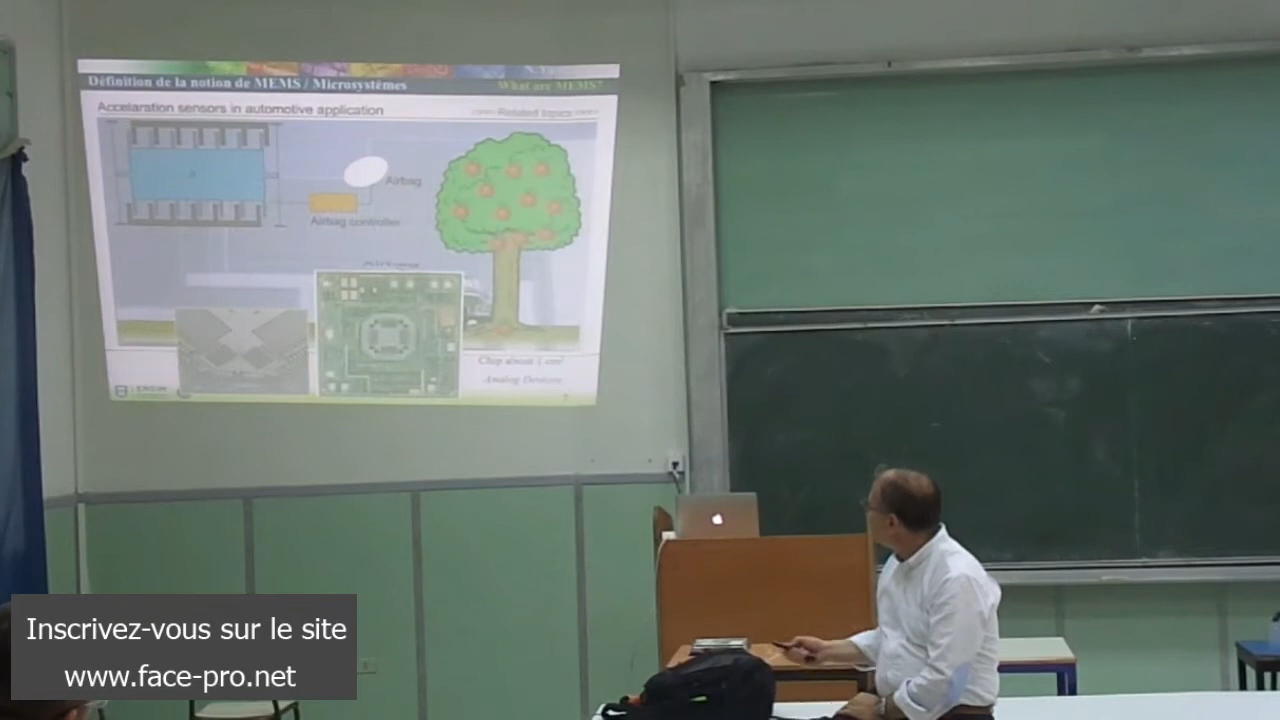 Définition de la notion de MEMS / Microsystèmes
What are MEMS?
Accelaration sensors in automotive application
Related topics
Airbag
Airbag controller
Chip about 1 cm²
Analog Devices
Inscrivez-vous sur le site
www.face-pro.net